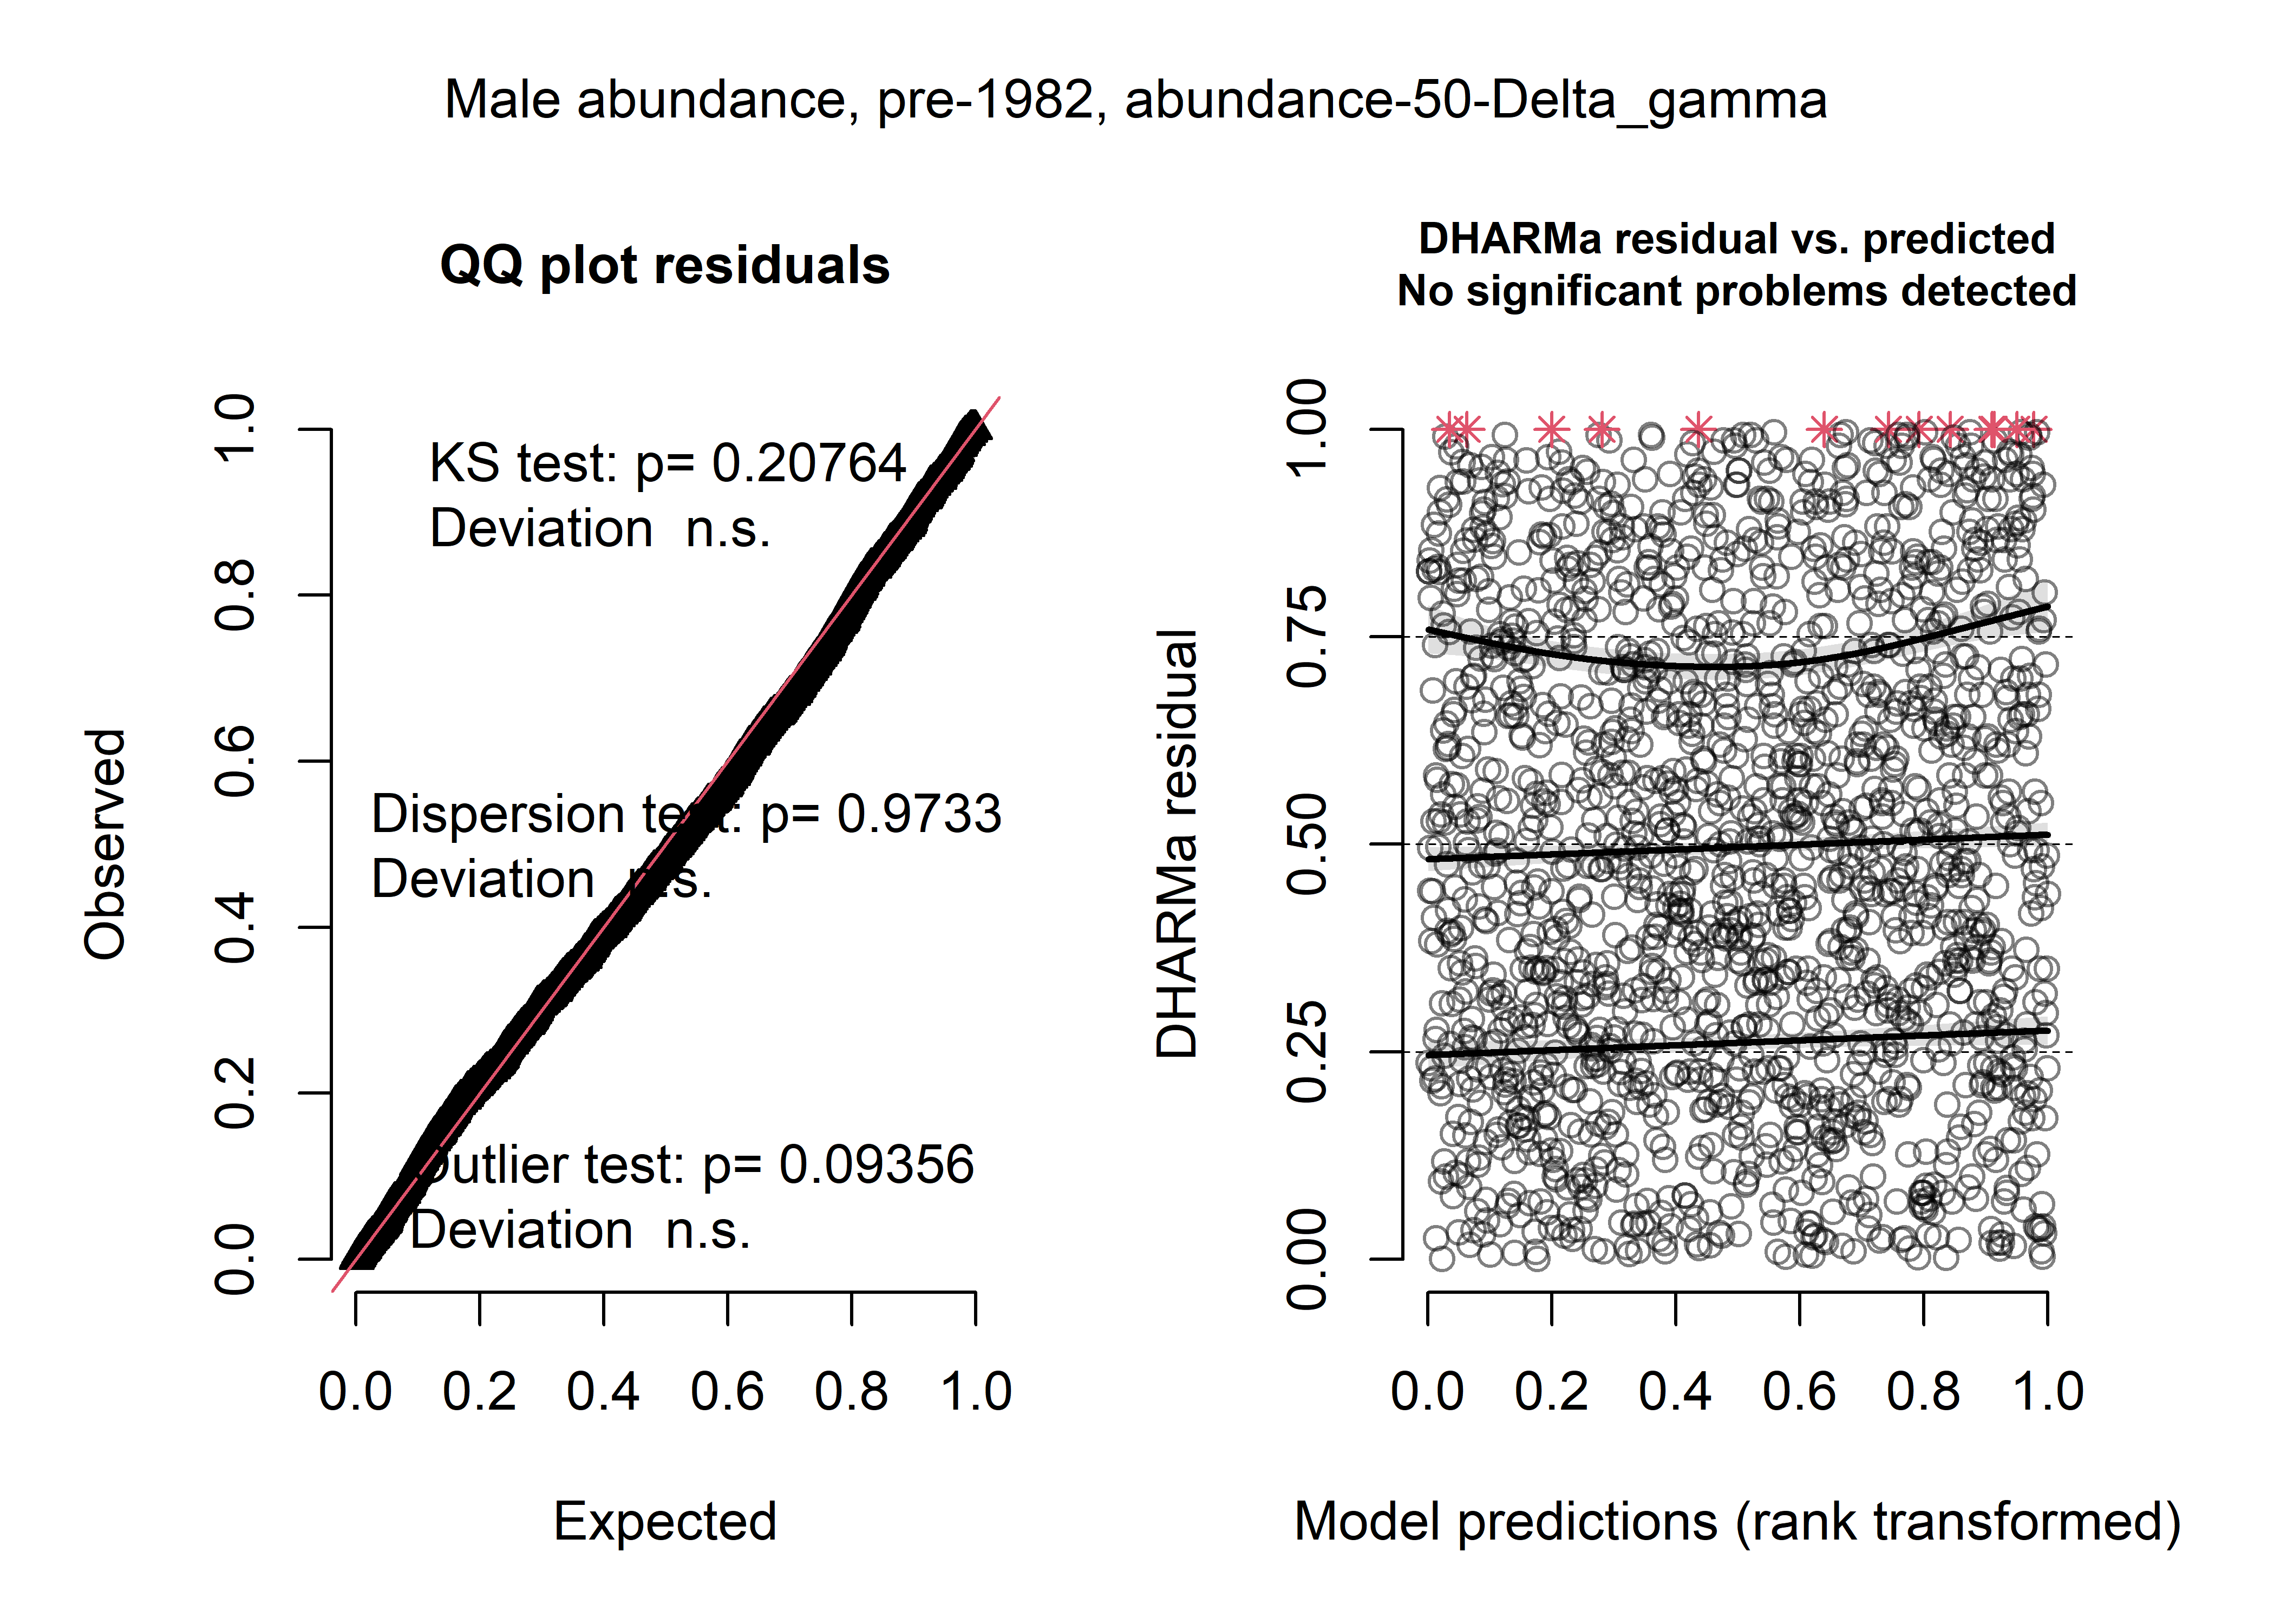 Male abundance, pre-1982, abundance-50-Delta_gamma
QQ plot residuals
KS test: p= 0.20764
Deviation  n.s.
Dispersion test: p= 0.9733
Deviation  n.s.
Outlier test: p= 0.09356
Deviation  n.s.
Observed
0.0 0.2 0.4 0.6 0.8 1.0
0.0 0.2 0.4 0.6 0.8 1.0
Expected
DHARMa residual vs. predicted
No significant problems detected
DHARMa residual
0.00 0.25 0.50 0.75 1.00
0.0 0.2 0.4 0.6 0.8 1.0
Model predictions (rank transformed)